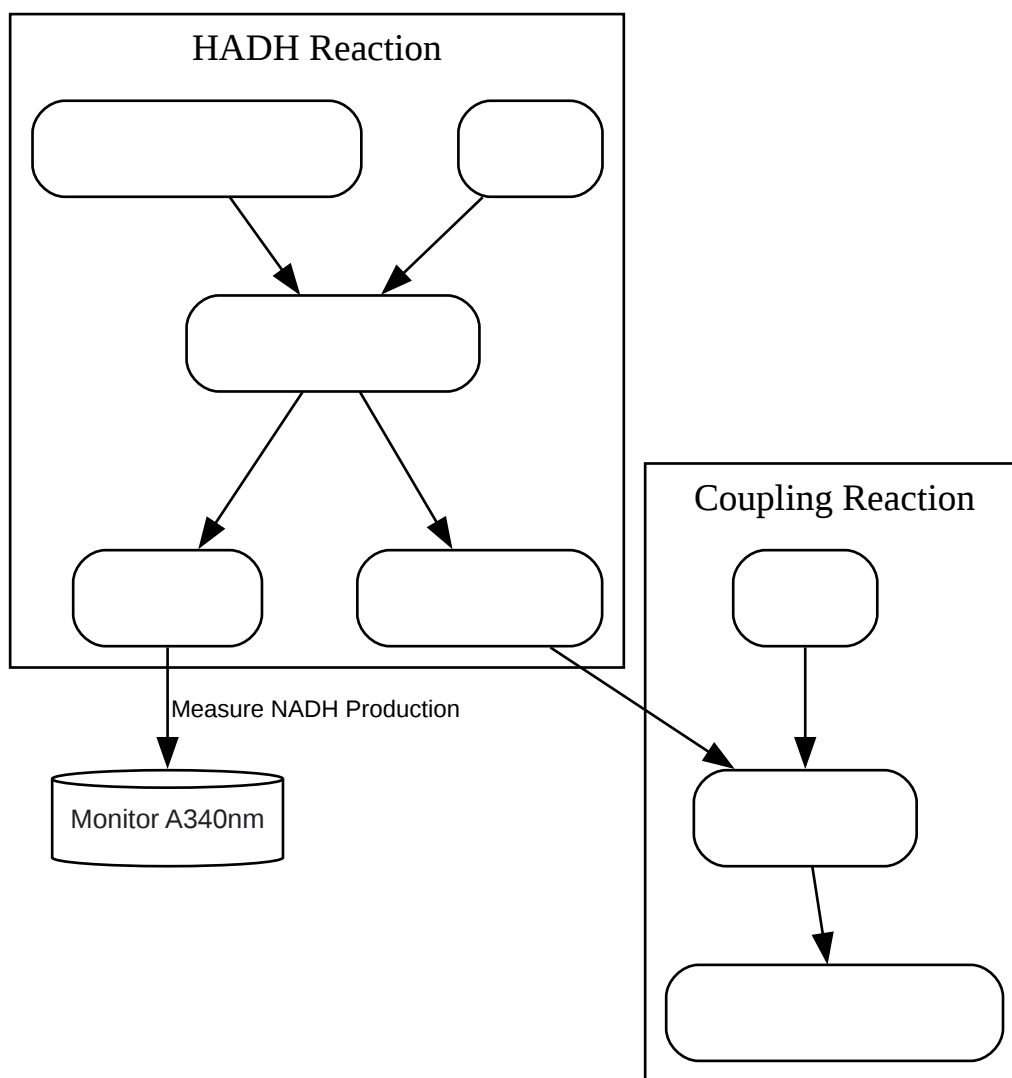 HADH Reaction
Coupling Reaction
Measure NADH Production
Monitor A340nm